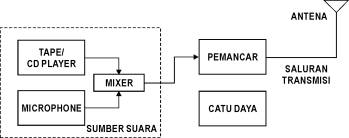 ANTENA
TAPE/
CD PLAYER
MIXER
MICROPHONE
SUMBER SUARA
PEMANCAR
SALURAN
TRANSMISI
CATU DAYA